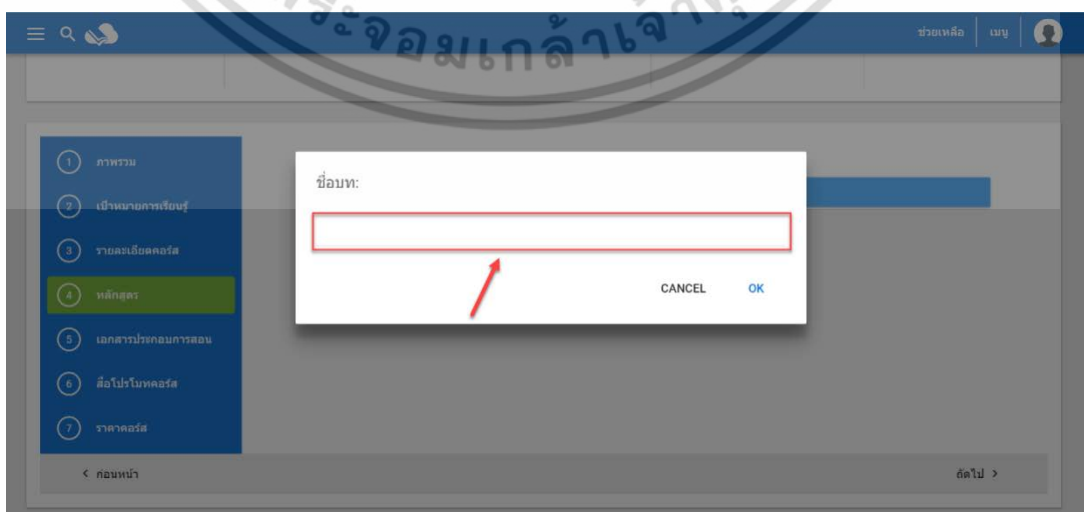 ระจอมเกล้าเจ้า
ช่วยเหลือ
เมนู
1 ภาพรวม
2 เป้าหมายการเรียนรู้
3 รายละเอียดคอร์ส
4 หลักสูตร
5 เอกสารประกอบการสอน
6 สื่อโปรโมทคอร์ส
7 ราคาคอร์ส
ชื่อบท:
CANCEL OK
< ก่อนหน้า
ถัดไป >